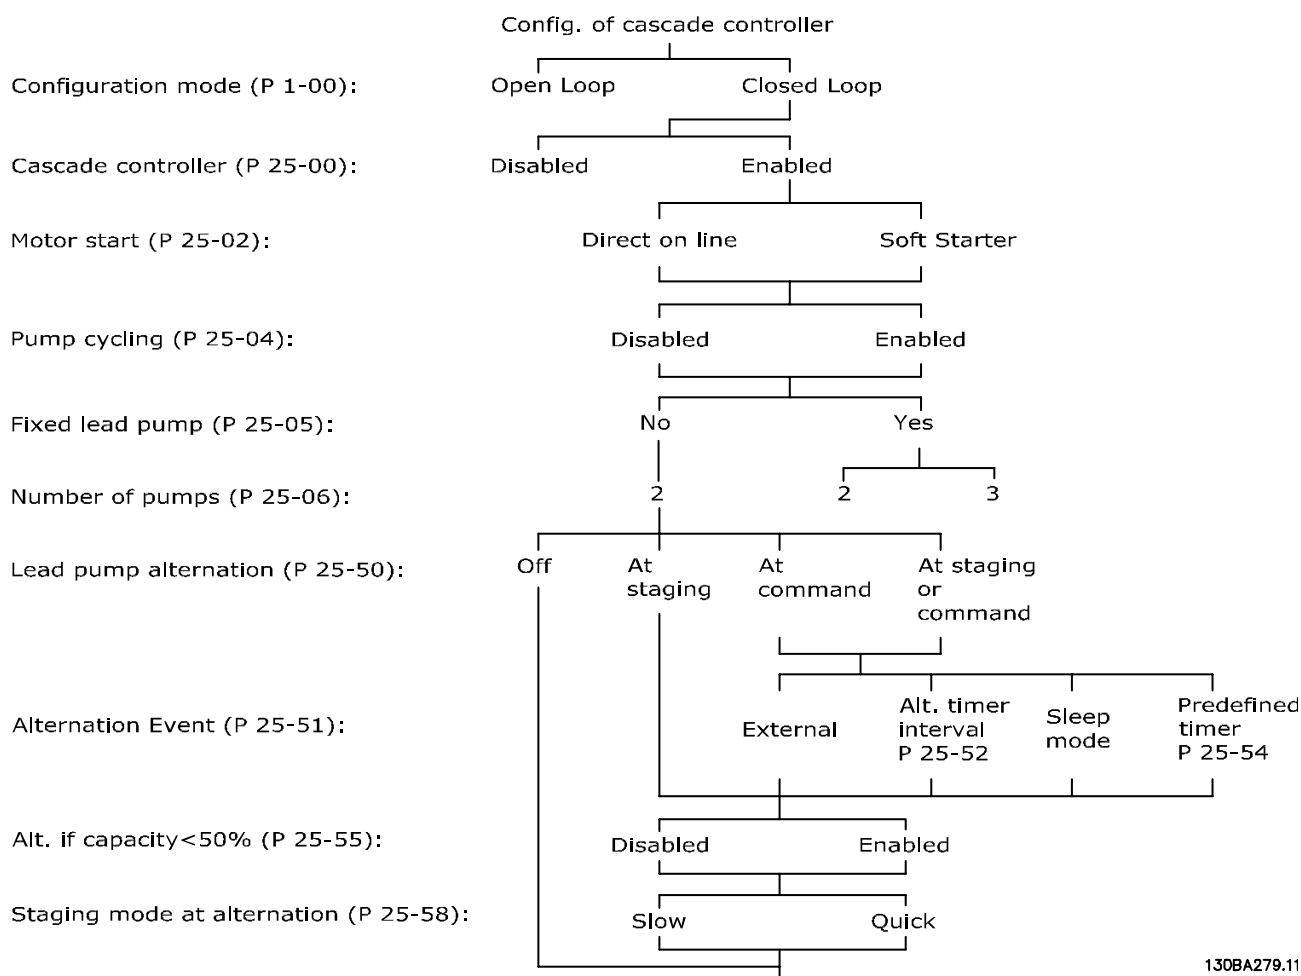 Config. of cascade controller
Configuration mode (P 1-00):
Open Loop
Closed Loop
Cascade controller (P 25-00):
Disabled
Enabled
Motor start (P 25-02):
Direct on line
Soft Starter
Pump cycling (P 25-04):
Disabled
Enabled
Fixed lead pump (P 25-05):
No
Yes
Number of pumps (P 25-06):
2
2
3
Lead pump alternation (P 25-50):
Off
At
staging
At
command
At staging
or
command
Alternation Event (P 25-51):
External
Alt. timer
interval
P 25-52
Sleep
mode
Predefined
timer
P 25-54
Alt. if capacity<50% (P 25-55):
Disabled
Enabled
Staging mode at alternation (P 25-58):
Slow
Quick
130BA279.11